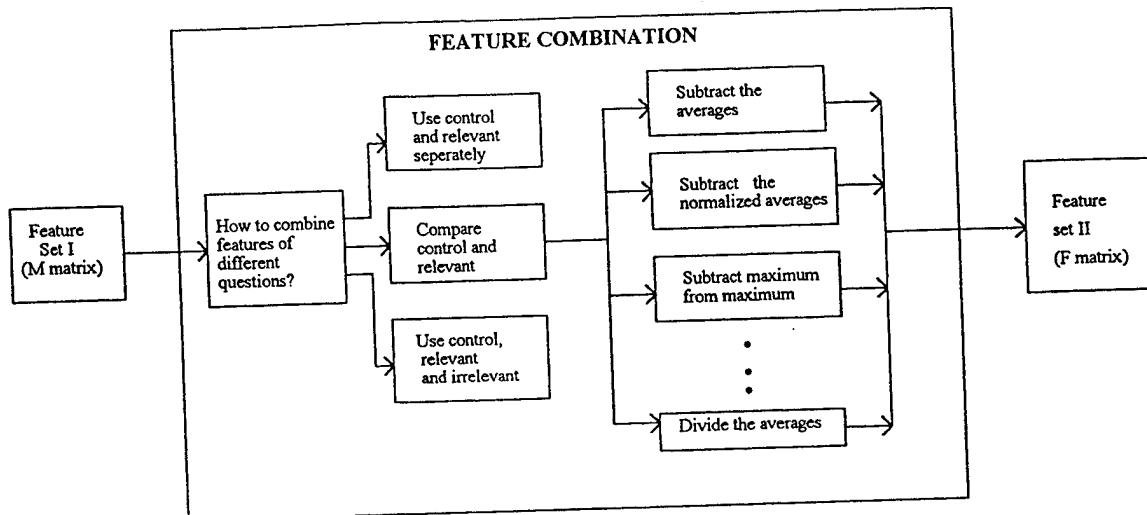 FEATURE COMBINATION
Feature
Set I
(M matrix)
How to combine
features of
different
questions?
Use control
and relevant
seperately
Compare
control and
relevant
Use control,
relevant
and irrelevant
Subtract the
averages
Subtract the
normalized averages
Subtract maximum
from maximum
Divide the averages
Feature
set II
(F matrix)